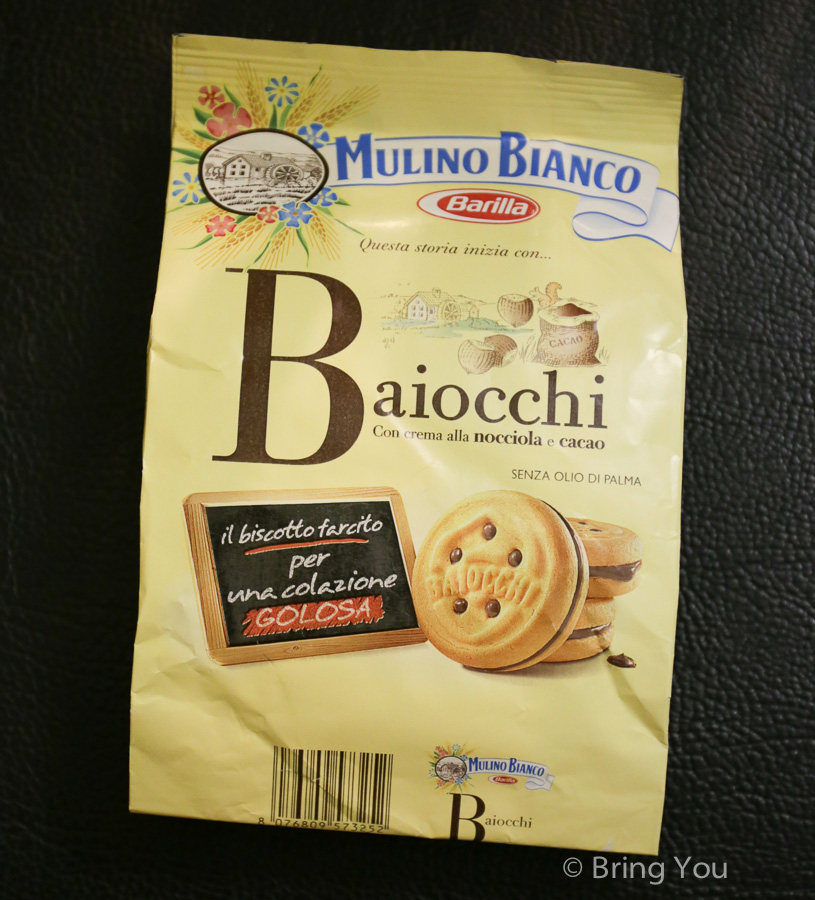 MULINO BIANCO
Barilla
Questa storia inizia con...
CACAO
Baiocchi
Con crema alla nocciola e cacao
SENZA OLIO DI PALMA
il biscotto farcito
per
una colazione
GOLOSA
BAIOCCHI
8 076809 573252
MULINO BIANCO
Barilla
Baiocchi
© Bring You